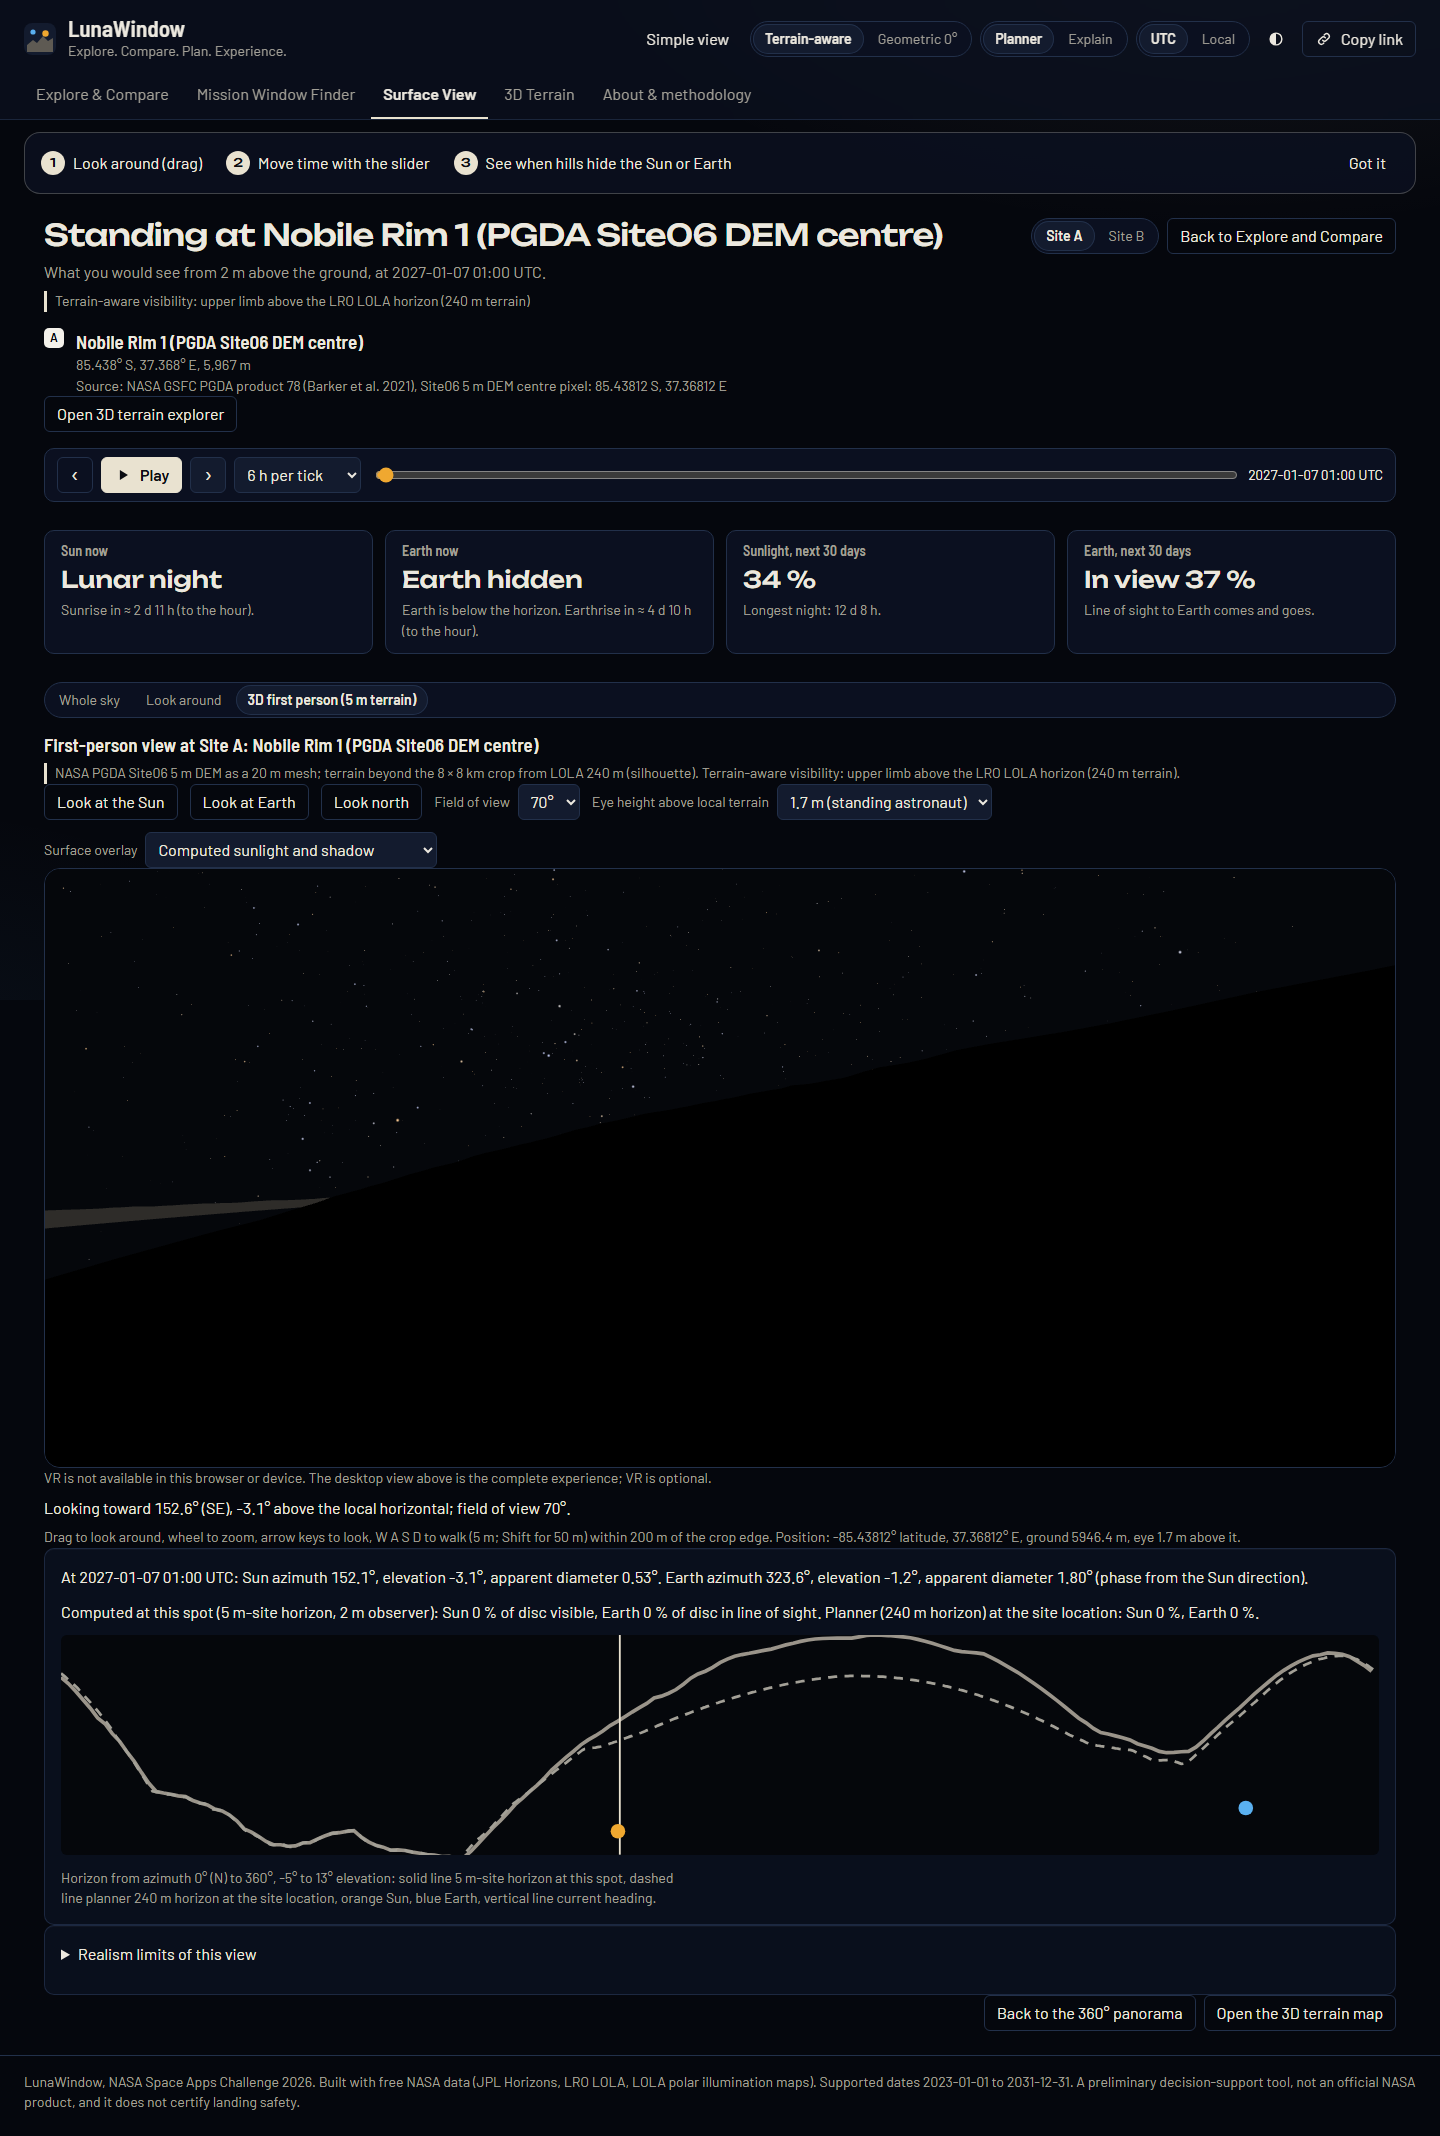 LunaWindow
Explore. Compare. Plan. Experience.
Simple view
Terrain-aware
Geometric 0°
Planner
Explain
UTC
Local
Copy link
Explore & Compare
Mission Window Finder
Surface View
3D Terrain
About & methodology
1 Look around (drag)
2 Move time with the slider
3 See when hills hide the Sun or Earth
Got it
Standing at Nobile Rim 1 (PGDA Site06 DEM centre)
Site A
Site B
Back to Explore and Compare
What you would see from 2 m above the ground, at 2027-01-07 01:00 UTC.
Terrain-aware visibility: upper limb above the LRO LOLA horizon (240 m terrain)
A
Nobile Rim 1 (PGDA Site06 DEM centre)
85.438° S, 37.368° E, 5,967 m
Source: NASA GSFC PGDA product 78 (Barker et al. 2021), Site06 5 m DEM centre pixel: 85.43812 S, 37.36812 E
Open 3D terrain explorer
‹
Play
›
6 h per tick
2027-01-07 01:00 UTC
Sun now
Lunar night
Sunrise in ≈ 2 d 11 h (to the hour).
Earth now
Earth hidden
Earth is below the horizon. Earthrise in ≈ 4 d 10 h
(to the hour).
Sunlight, next 30 days
34 %
Longest night: 12 d 8 h.
Earth, next 30 days
In view 37 %
Line of sight to Earth comes and goes.
Whole sky
Look around
3D first person (5 m terrain)
First-person view at Site A: Nobile Rim 1 (PGDA Site06 DEM centre)
NASA PGDA Site06 5 m DEM as a 20 m mesh; terrain beyond the 8 × 8 km crop from LOLA 240 m (silhouette). Terrain-aware visibility: upper limb above the LRO LOLA horizon (240 m terrain).
Look at the Sun
Look at Earth
Look north
Field of view
70°
Eye height above local terrain
1.7 m (standing astronaut)
Surface overlay
Computed sunlight and shadow
VR is not available in this browser or device. The desktop view above is the complete experience; VR is optional.
Looking toward 152.6° (SE), -3.1° above the local horizontal; field of view 70°.
Drag to look around, wheel to zoom, arrow keys to look, W A S D to walk (5 m; Shift for 50 m) within 200 m of the crop edge. Position: -85.43812° latitude, 37.36812° E, ground 5946.4 m, eye 1.7 m above it.
At 2027-01-07 01:00 UTC: Sun azimuth 152.1°, elevation -3.1°, apparent diameter 0.53°. Earth azimuth 323.6°, elevation -1.2°, apparent diameter 1.80° (phase from the Sun direction).
Computed at this spot (5 m-site horizon, 2 m observer): Sun 0 % of disc visible, Earth 0 % of disc in line of sight. Planner (240 m horizon) at the site location: Sun 0 %, Earth 0 %.
Horizon from azimuth 0° (N) to 360°, -5° to 13° elevation: solid line 5 m-site horizon at this spot, dashed
line planner 240 m horizon at the site location, orange Sun, blue Earth, vertical line current heading.
Realism limits of this view
Back to the 360° panorama
Open the 3D terrain map
LunaWindow, NASA Space Apps Challenge 2026. Built with free NASA data (JPL Horizons, LRO LOLA, LOLA polar illumination maps). Supported dates 2023-01-01 to 2031-12-31. A preliminary decision-support tool, not an official NASA
product, and it does not certify landing safety.